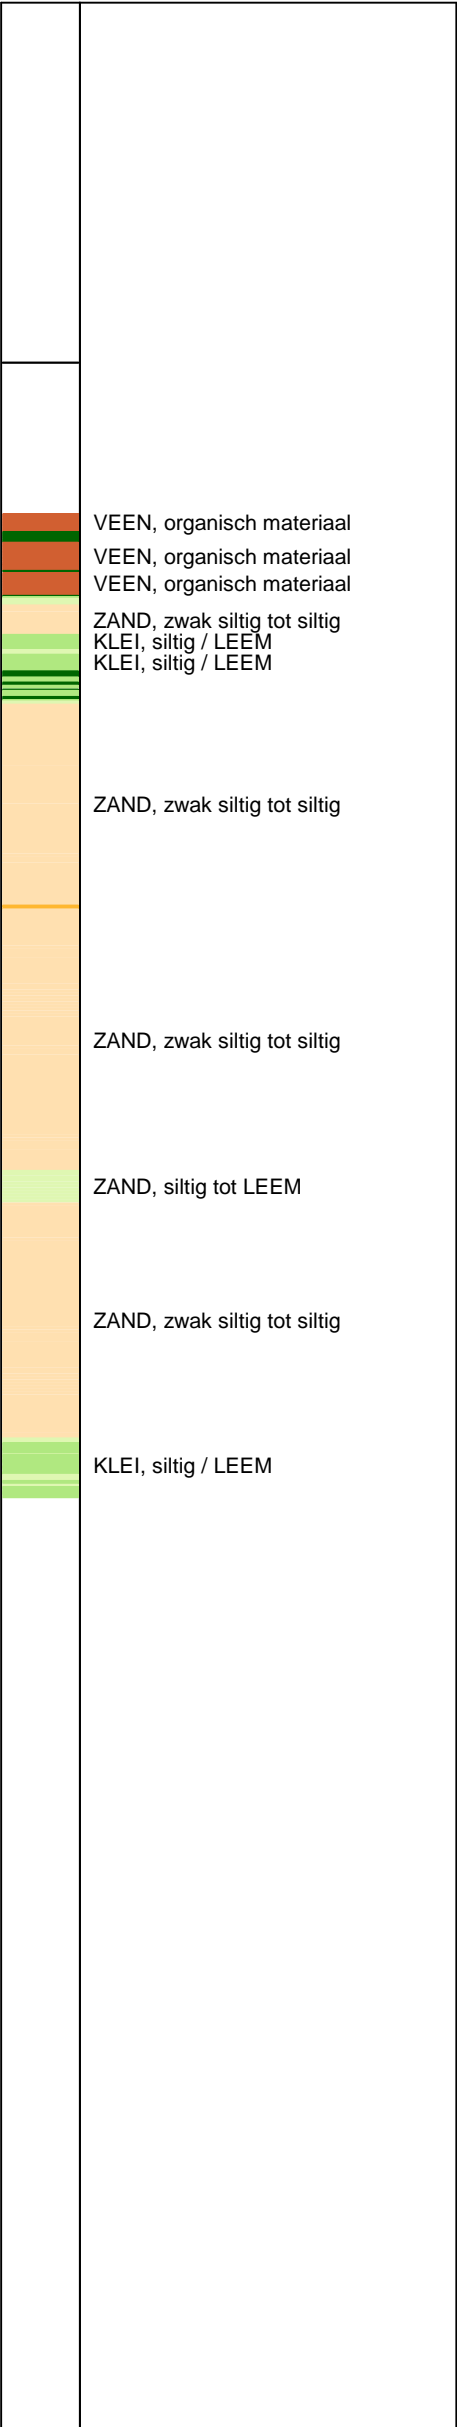 VEEN, organisch materiaal
VEEN, organisch materiaal
VEEN, organisch materiaal
ZAND, zwak siltig tot siltig
KLEI, siltig / LEEM
KLEI, siltig / LEEM
ZAND, zwak siltig tot siltig
ZAND, zwak siltig tot siltig
ZAND, siltig tot LEEM
ZAND, zwak siltig tot siltig
KLEI, siltig / LEEM